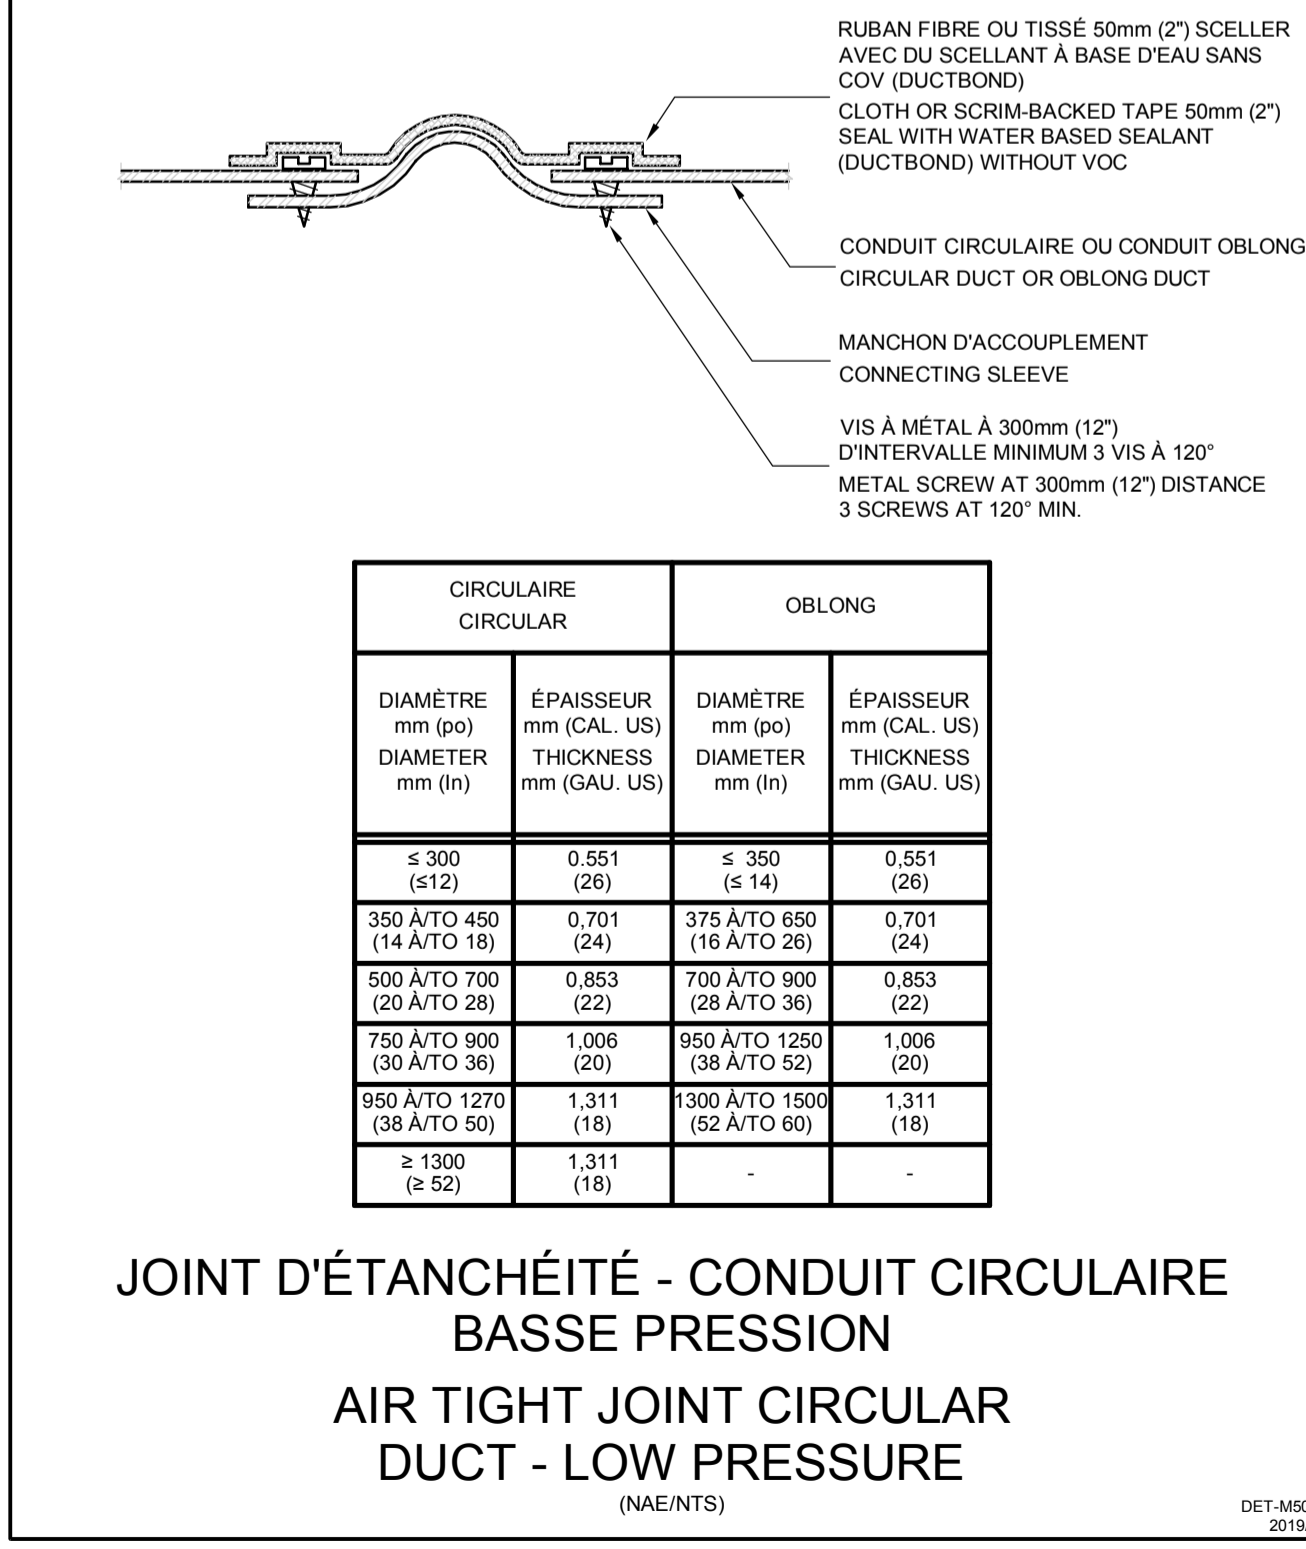 RUBAN FIBRE OU TISSÉ 50mm (2") SCELLER
AVEC DU SCELLANT À BASE D'EAU SANS
COV (DUCTBOND)
CLOTH OR SCRIM-BACKED TAPE 50mm (2")
SEAL WITH WATER BASED SEALANT
(DUCTBOND) WITHOUT VOC
CONDUIT CIRCULAIRE OU CONDUIT OBLONG
CIRCULAR DUCT OR OBLONG DUCT
MANCHON D'ACCOUPLEMENT
CONNECTING SLEEVE
VIS À MÉTAL À 300mm (12")
D'INTERVALLE MINIMUM 3 VIS À 120°
METAL SCREW AT 300mm (12") DISTANCE
3 SCREWS AT 120° MIN.
CIRCULAIRE
CIRCULAR
OBLONG
DIAMÈTRE
mm (po)
DIAMETER
mm (In)
ÉPAISSEUR
mm (CAL. US)
THICKNESS
mm (GAU. US)
DIAMÈTRE
mm (po)
DIAMETER
mm (In)
ÉPAISSEUR
mm (CAL. US)
THICKNESS
mm (GAU. US)
≤ 300 0.551 ≤ 350 0,551
(≤12) (26) (≤ 14) (26)
350 À/TO 450 0,701 375 À/TO 650 0,701
(14 À/TO 18) (24) (16 À/TO 26) (24)
500 À/TO 700 0,853 700 À/TO 900 0,853
(20 À/TO 28) (22) (28 À/TO 36) (22)
750 À/TO 900 1,006 950 À/TO 1250 1,006
(30 À/TO 36) (20) (38 À/TO 52) (20)
950 À/TO 1270 1,311 1300 À/TO 1500 1,311
(38 À/TO 50) (18) (52 À/TO 60) (18)
≥ 1300 1,311 - -
(≥ 52) (18)
JOINT D'ÉTANCHÉITÉ - CONDUIT CIRCULAIRE
BASSE PRESSION
AIR TIGHT JOINT CIRCULAR
DUCT - LOW PRESSURE
(NAE/NTS)
DET-M50
2019